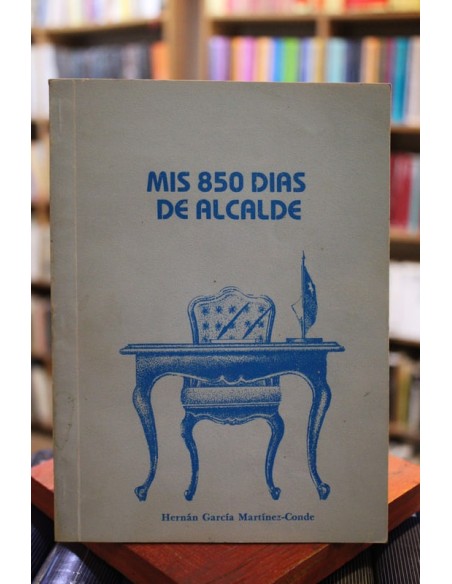 MIS 850 DIAS
DE ALCALDE
Hernán García Martínez-Conde